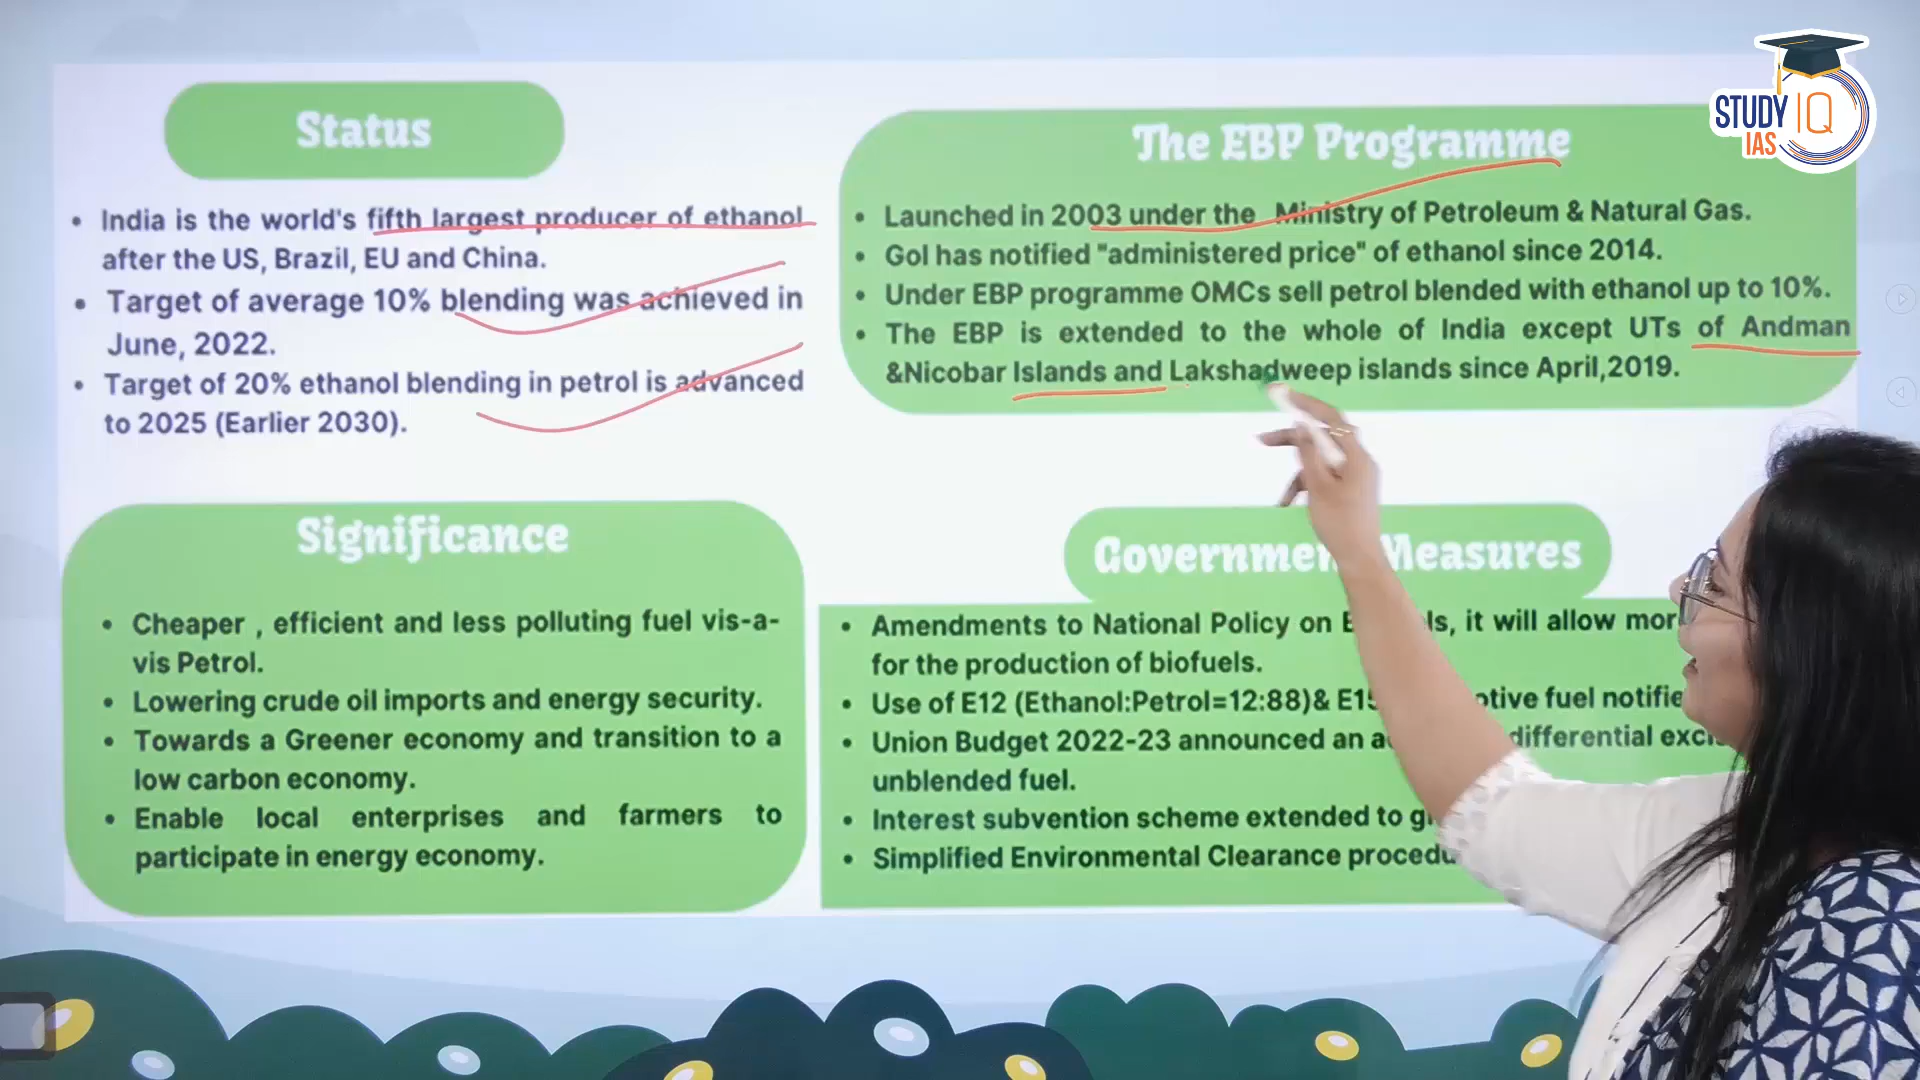 STUDY IQ
IAS
Status
India is the world's fifth largest producer of ethanol
after the US, Brazil, EU and China.
Target of average 10% blending was achieved in
June, 2022.
Target of 20% ethanol blending in petrol is advanced
to 2025 (Earlier 2030).
The EBP Programme
Launched in 2003 under the Ministry of Petroleum & Natural Gas.
GoI has notified "administered price" of ethanol since 2014.
Under EBP programme OMCs sell petrol blended with ethanol up to 10%.
The EBP is extended to the whole of India except UTs of Andman
&Nicobar Islands and Lakshadweep islands since April,2019.
Significance
Cheaper , efficient and less polluting fuel vis-a-
vis Petrol.
Lowering crude oil imports and energy security.
Towards a Greener economy and transition to a
low carbon economy.
Enable local enterprises and farmers to
participate in energy economy.
Government Measures
Amendments to National Policy on it will allow
for the production of biofuels.
Use of E12 (Ethanol:Petrol=12:88)& fuel
Union Budget 2022-23 announced an differential
unblended fuel.
Interest subvention scheme extended to
Simplified Environmental Clearance